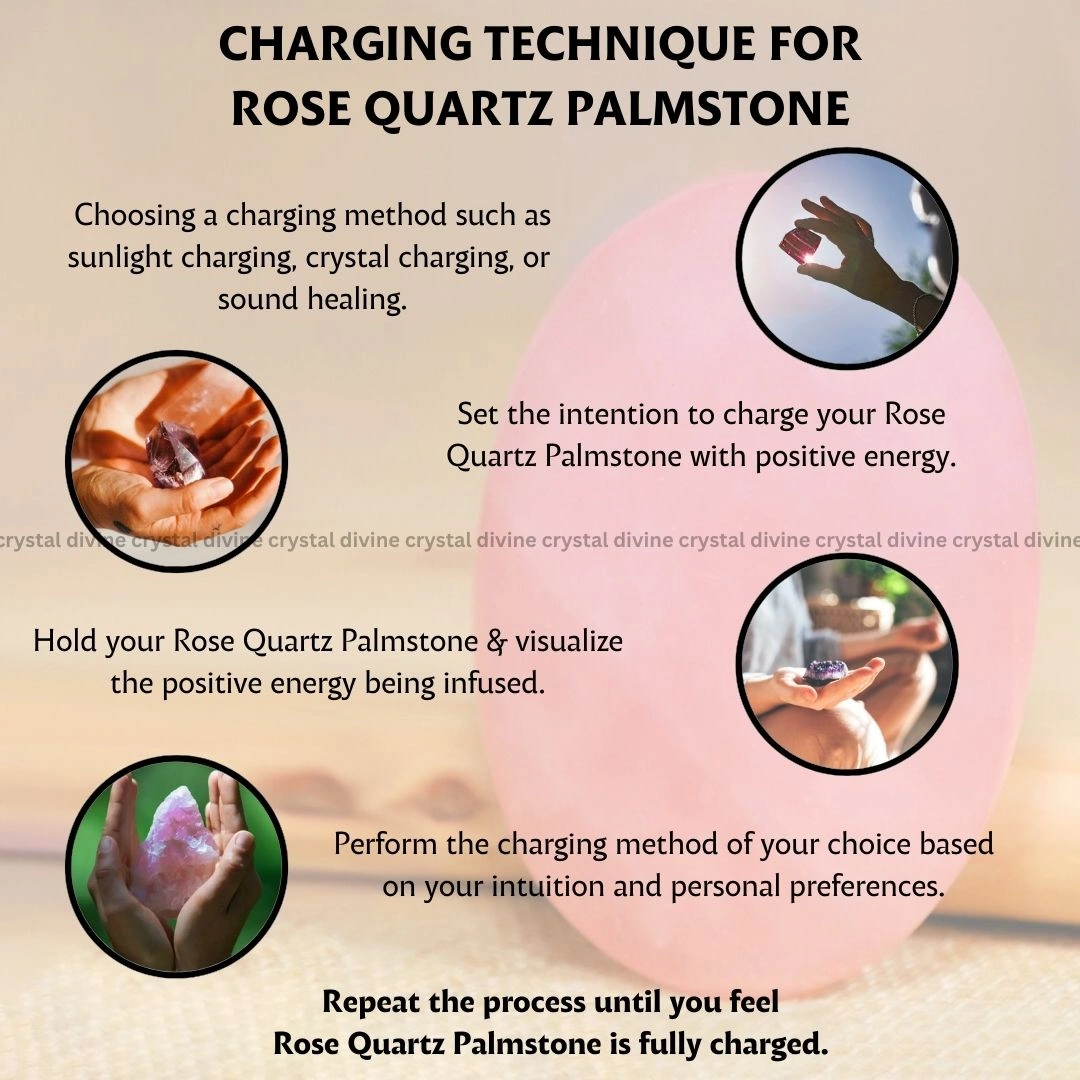 CHARGING TECHNIQUE FOR
ROSE QUARTZ PALMSTONE
Choosing a charging method such as
sunlight charging, crystal charging, or
sound healing.
Set the intention to charge your Rose
Quartz Palmstone with positive energy.
crystal divine crystal divine crystal divine crystal divine crystal divine crystal divine crystal divine crystal divine
Hold your Rose Quartz Palmstone & visualize
the positive energy being infused.
Perform the charging method of your choice based
on your intuition and personal preferences.
Repeat the process until you feel
Rose Quartz Palmstone is fully charged.